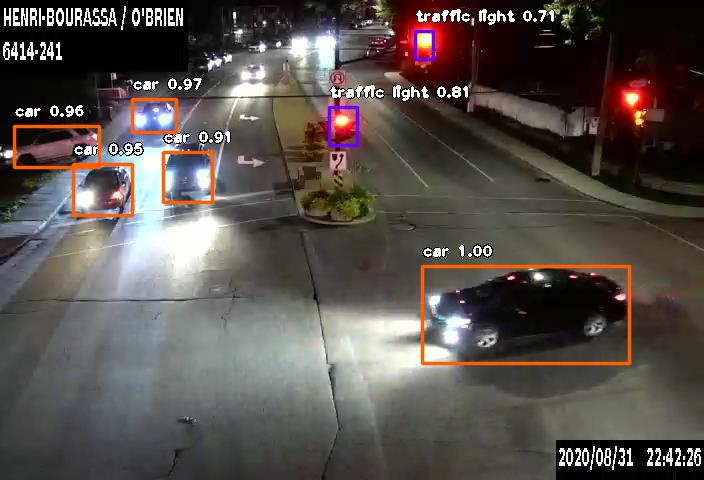 HENRI-BOURASSA / O'BRIEN
6414-241
traffic light 0.71
traffic light 0.81
car 0.97
car 0.96
car 0.91
car 0.95
car 1.00
2020/08/31 22:42:26